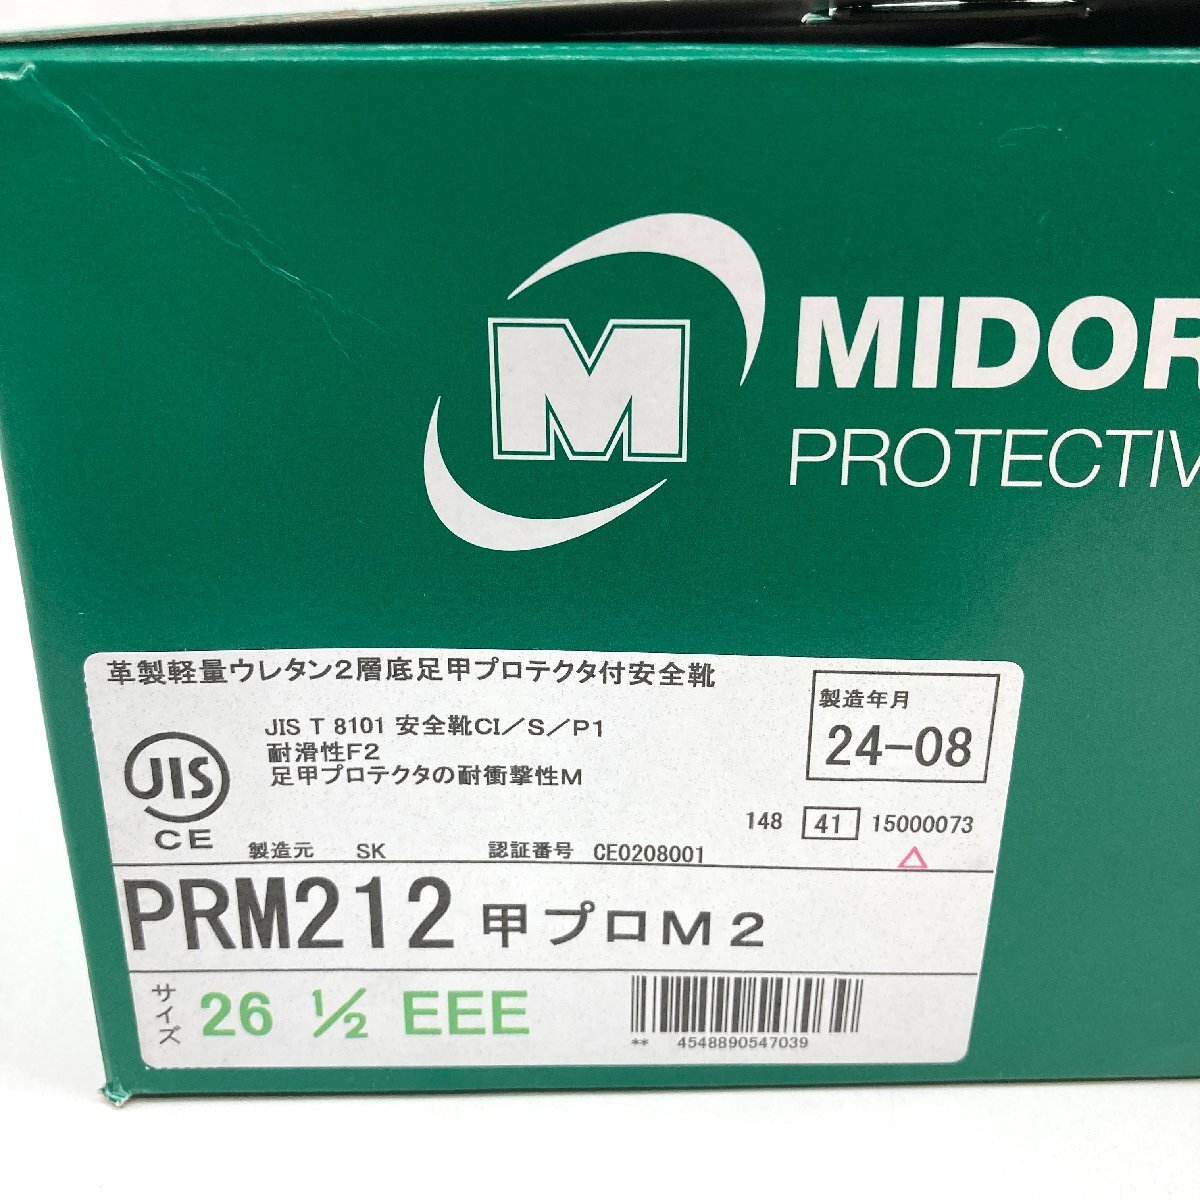 M
MIDOR
PROTECTIV
革製軽量ウレタン2層底足甲プロテクタ付安全靴
JIS T 8101 安全靴CI/S/P1
耐滑性F2
足甲プロテクタの耐衝撃性M
製造年月
24-08
JIS
CE
148 41 15000073
製造元 SK 認証番号 CE0208001
PRM212 甲プロM2
サイズ 26 1/2 EEE
** 4548890547039